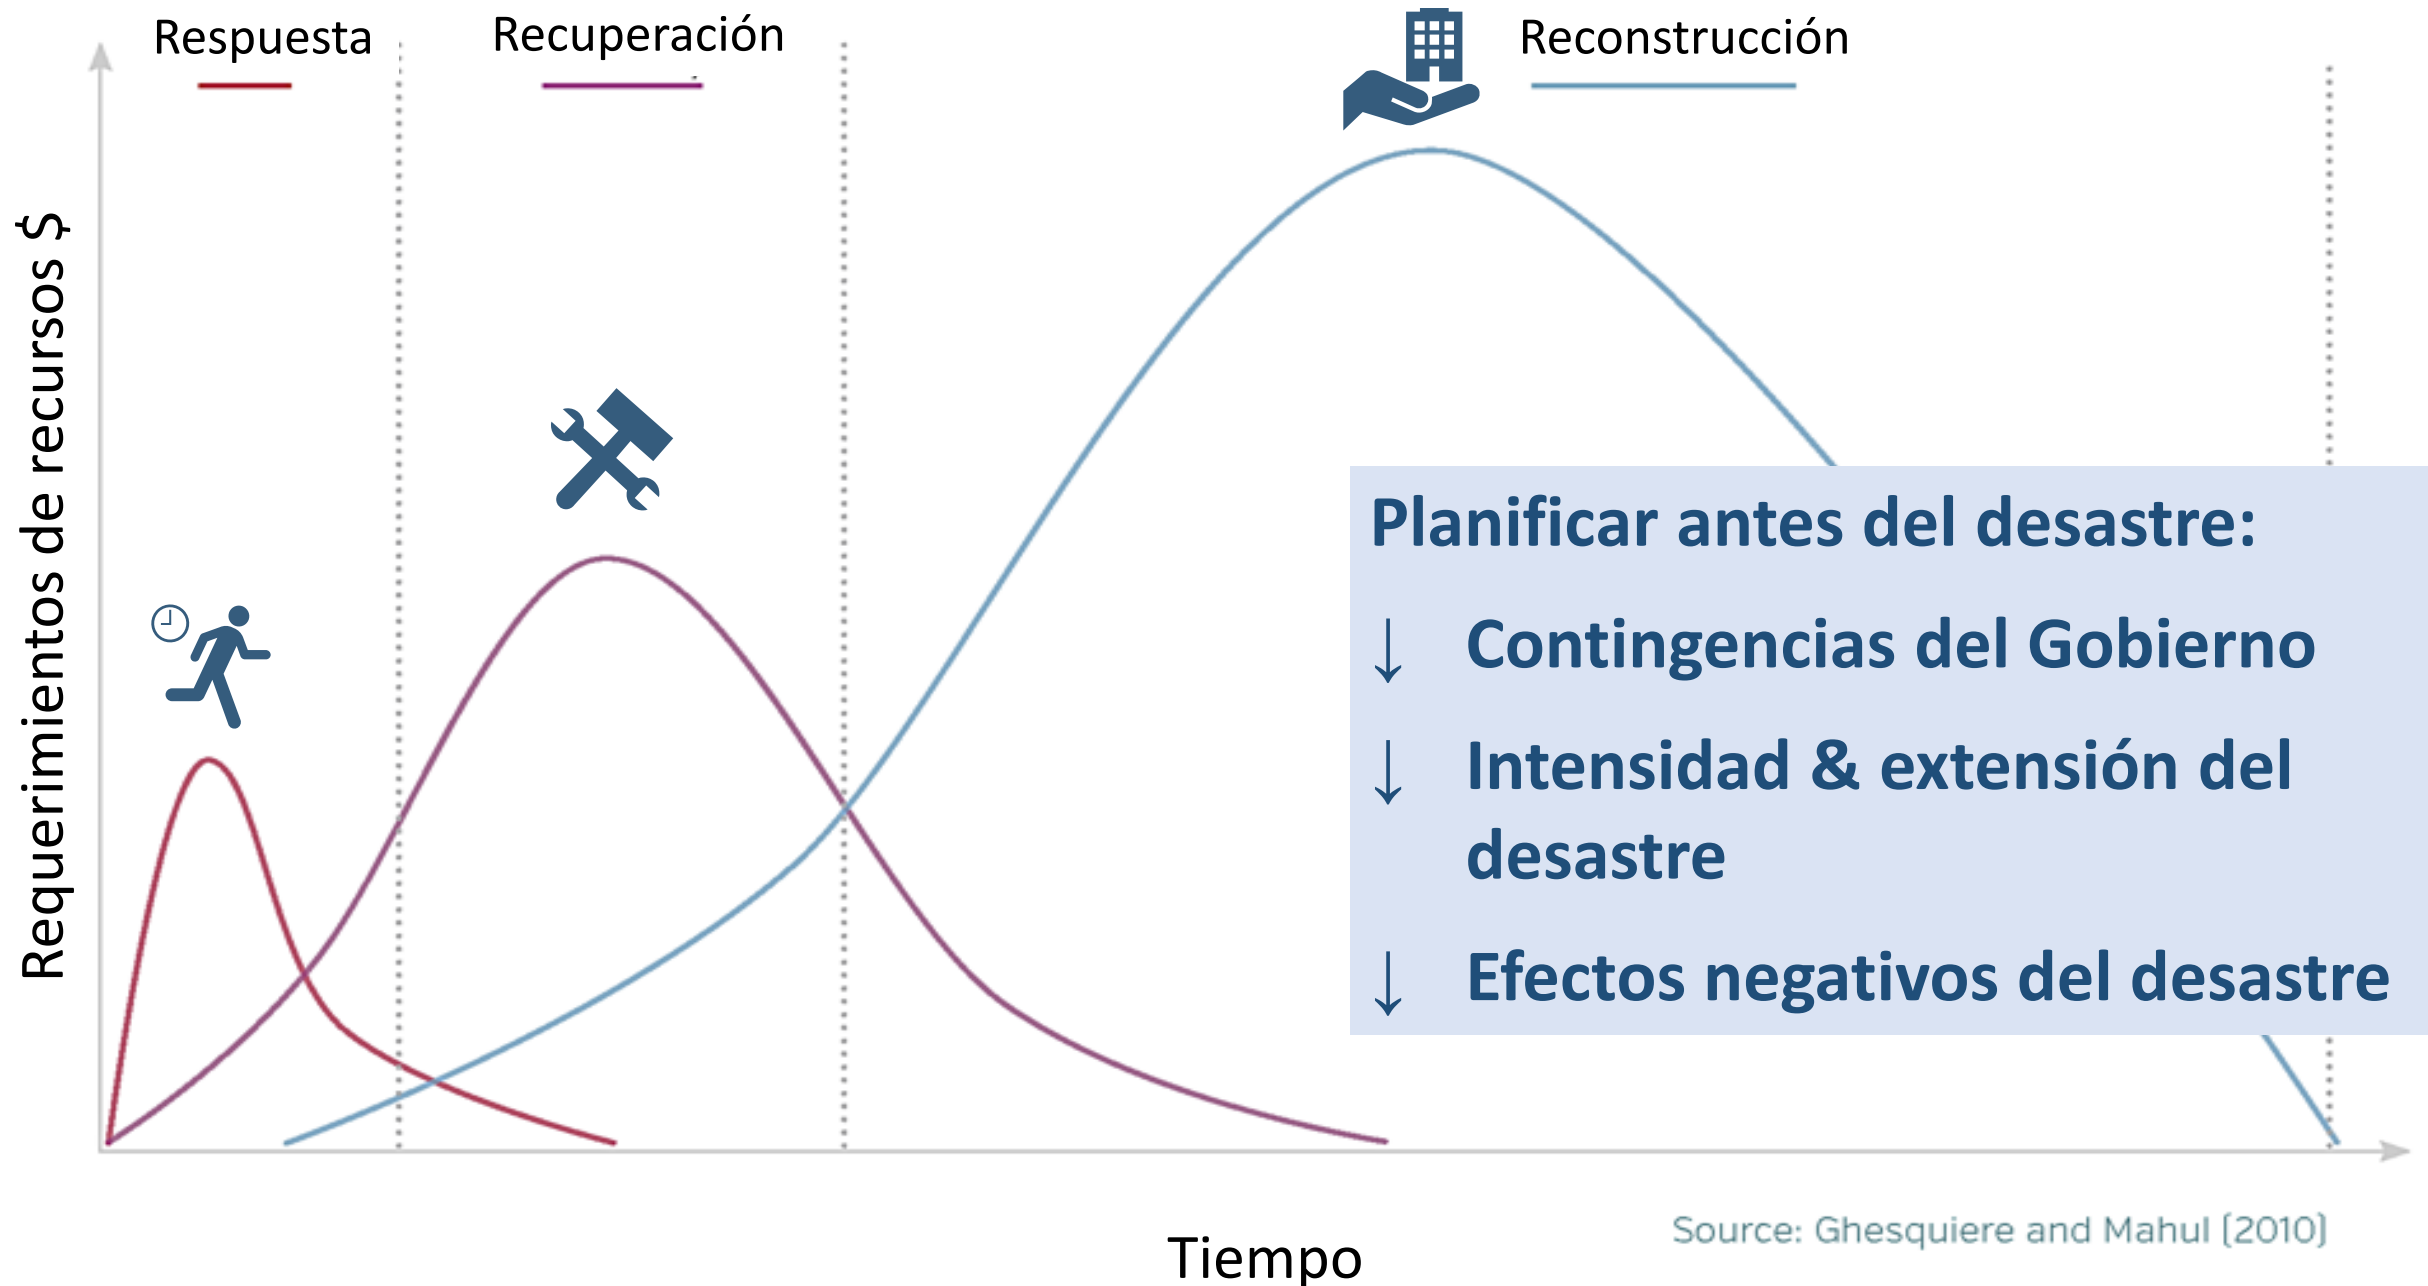 Respuesta
Recuperación
Reconstrucción
Requerimientos de recursos $
Planificar antes del desastre:
↓ Contingencias del Gobierno
↓ Intensidad & extensión del
desastre
↓ Efectos negativos del desastre
Source: Ghesquiere and Mahul (2010)
Tiempo